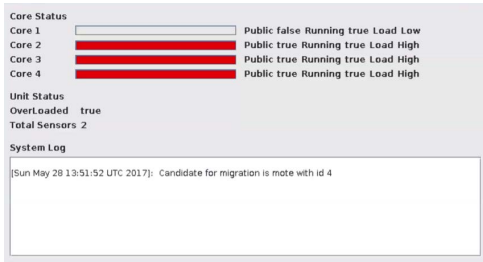 Core Status
Core 1 Public false Running true Load Low
Core 2 Public true Running true Load High
Core 3 Public true Running true Load High
Core 4 Public true Running true Load High
Unit Status
OverLoaded true
Total Sensors 2
System Log
[Sun May 28 13:51:52 UTC 2017]: Candidate for migration is mote with id 4